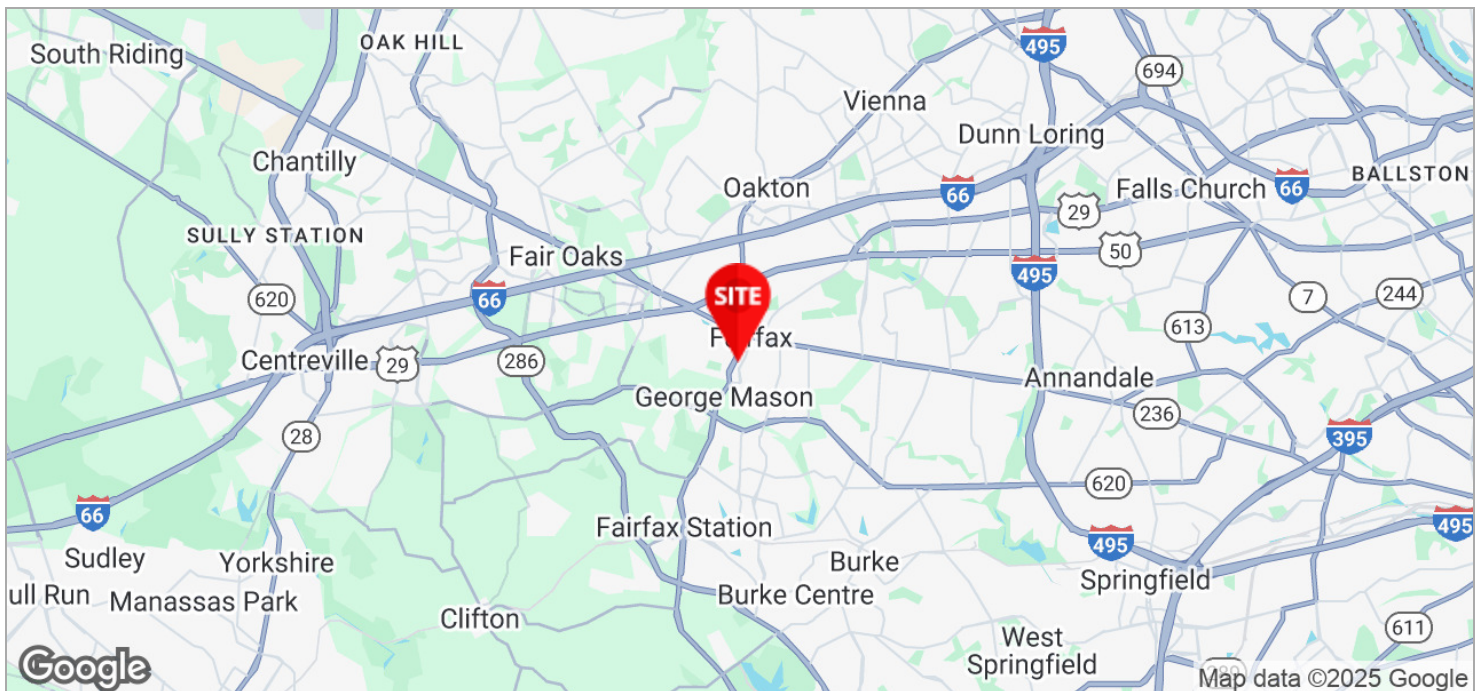 OAK HILL
South Riding
495
694
Vienna
Dunn Loring
Chantilly
Oakton
66
29
Falls Church
66
BALLSTON
SULLY STATION
50
Fair Oaks
495
620
66
SITE
7
244
613
Fairfax
Centreville
29
286
Annandale
George Mason
236
28
395
620
66
Fairfax Station
495
495
Sudley
Yorkshire
Burke
Springfield
ull Run
Manassas Park
Burke Centre
Clifton
611
West
Springfield
Google
289
Map data ©2025 Google